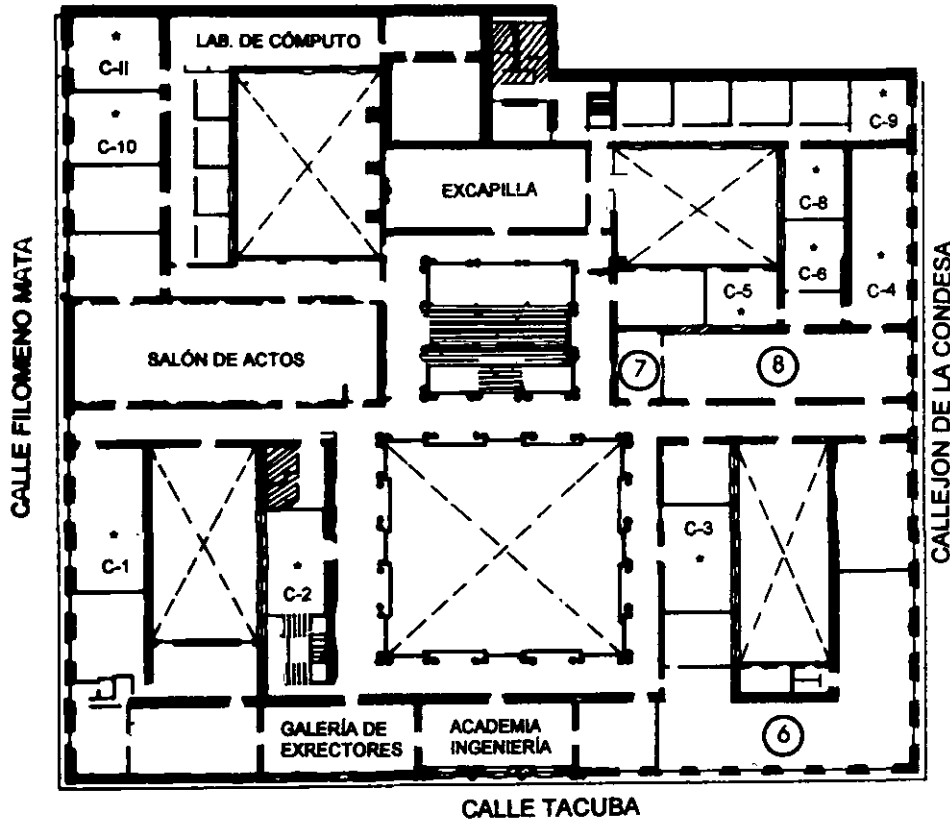 LAB. DE CÓMPUTO
*
C-II
*
C-9
*
C-10
EXCAPILLA
*
C-8
*
C-6
*
C-4
C-5
*
CALLE FILOMENO MATA
SALÓN DE ACTOS
7
8
CALLEJON DE LA CONDESA
*
C-1
*
C-2
C-3
*
GALERÍA DE
EXRECTORES
ACADEMIA
INGENIERÍA
6
CALLE TACUBA